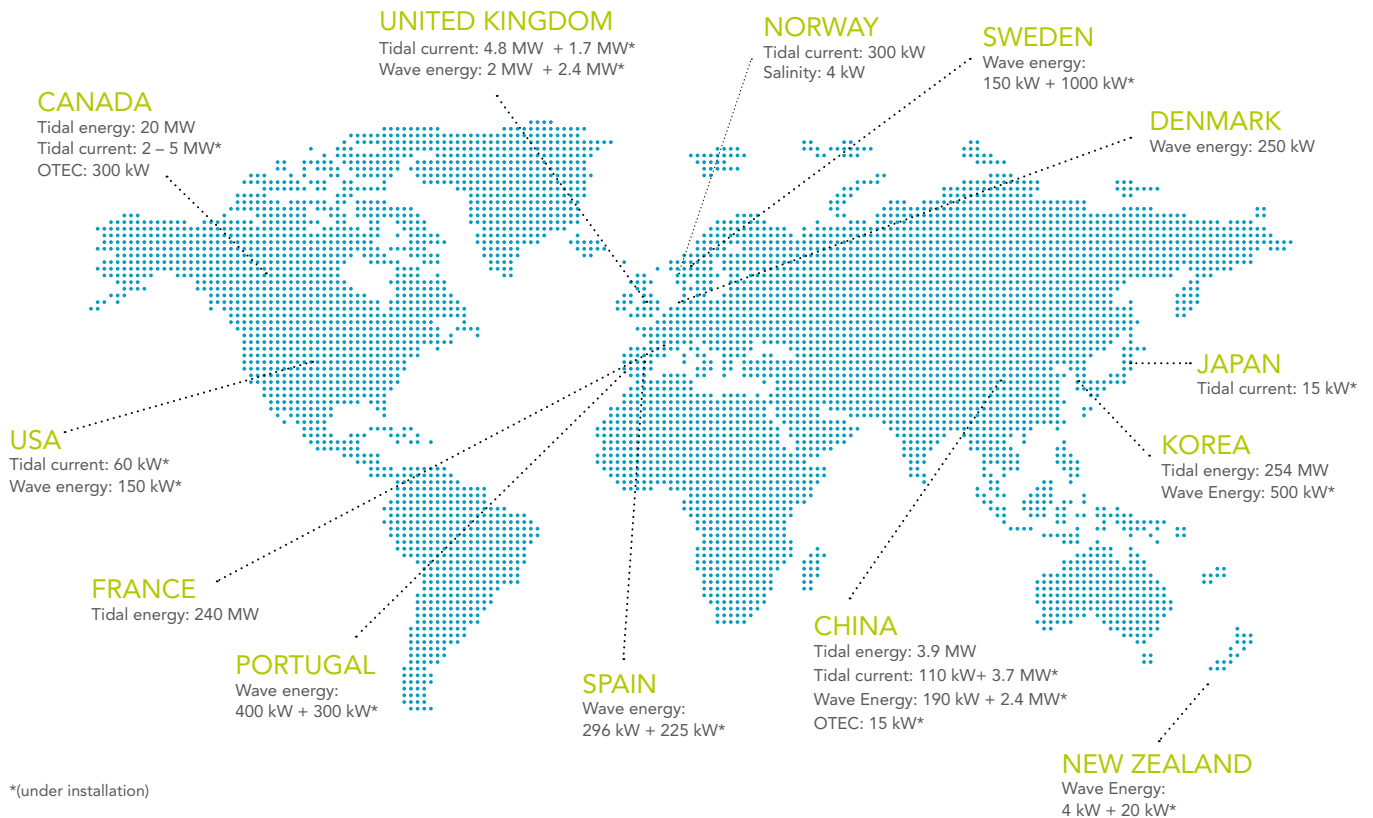 UNITED KINGDOM
Tidal current: 4.8 MW + 1.7 MW*
Wave energy: 2 MW + 2.4 MW*
NORWAY
Tidal current: 300 kW
Salinity: 4 kW
SWEDEN
Wave energy:
150 kW + 1000 kW*
CANADA
Tidal energy: 20 MW
Tidal current: 2 – 5 MW*
OTEC: 300 kW
DENMARK
Wave energy: 250 kW
JAPAN
Tidal current: 15 kW*
USA
Tidal current: 60 kW*
Wave energy: 150 kW*
KOREA
Tidal energy: 254 MW
Wave Energy: 500 kW*
FRANCE
Tidal energy: 240 MW
PORTUGAL
Wave energy:
400 kW + 300 kW*
SPAIN
Wave energy:
296 kW + 225 kW*
CHINA
Tidal energy: 3.9 MW
Tidal current: 110 kW+ 3.7 MW*
Wave Energy: 190 kW + 2.4 MW*
OTEC: 15 kW*
NEW ZEALAND
Wave Energy:
4 kW + 20 kW*
*(under installation)